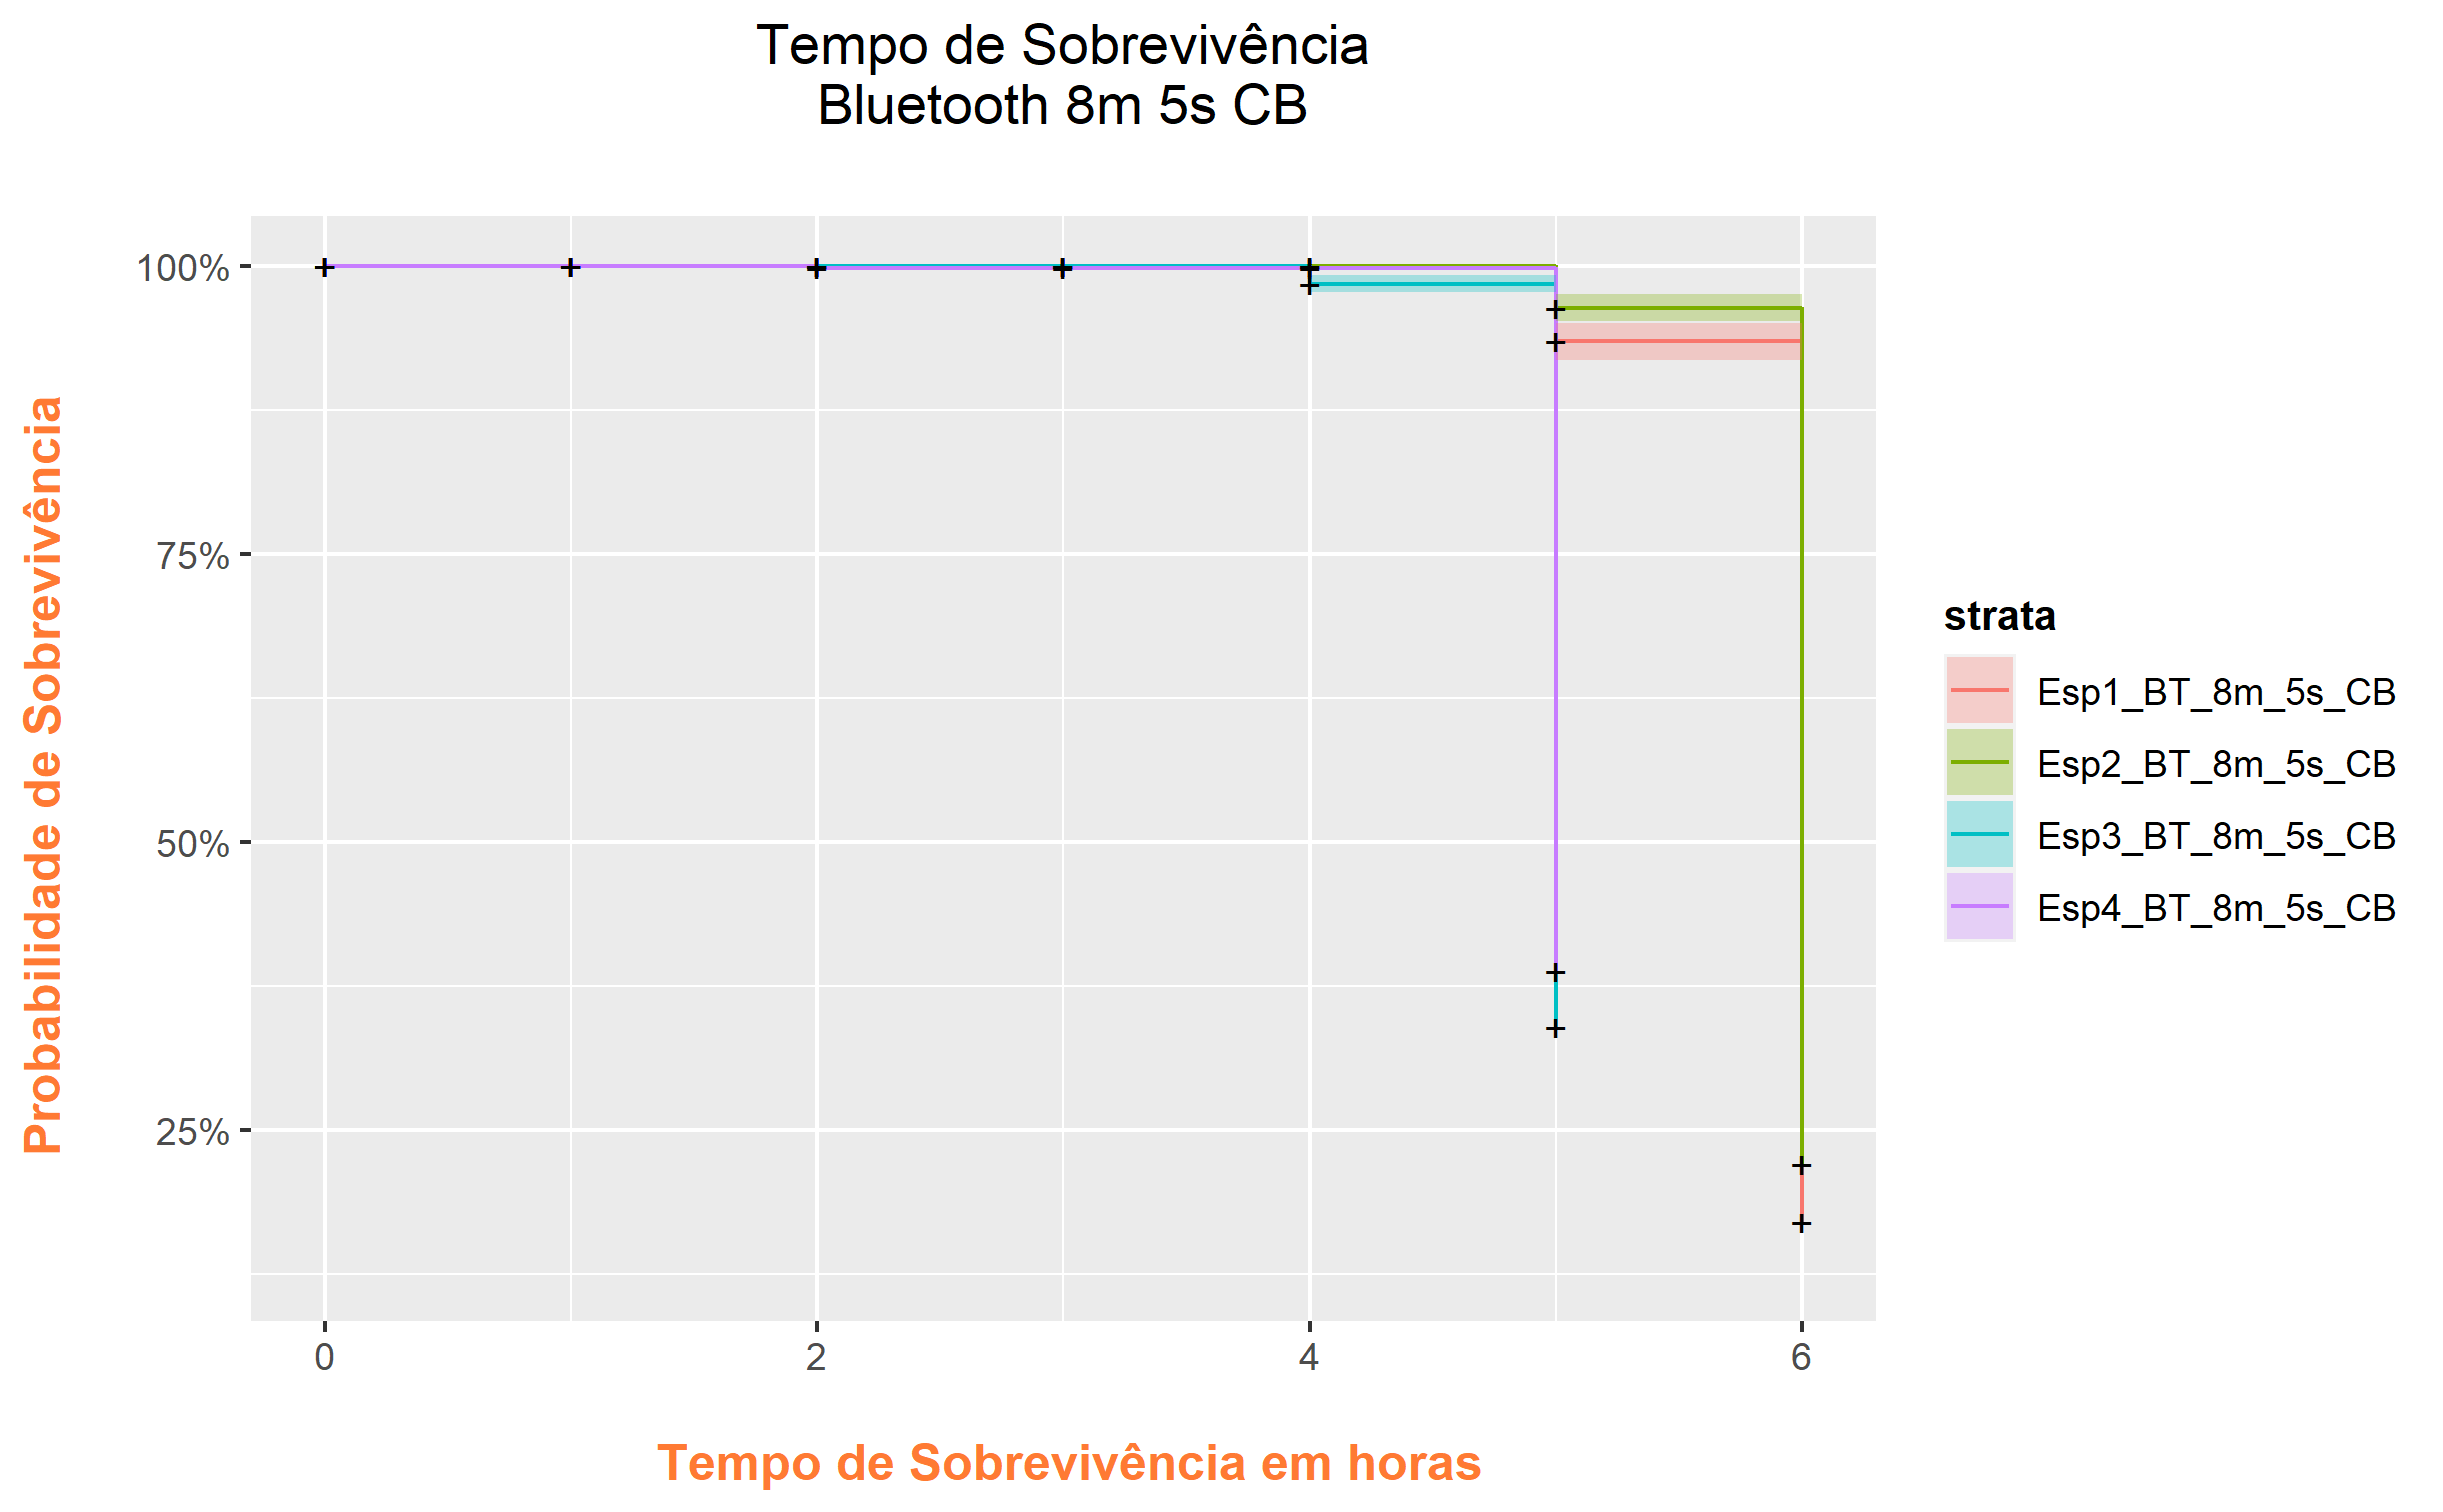 Tempo de Sobrevivência
Bluetooth 8m 5s CB
Probabilidade de Sobrevivência
100%
75%
50%
25%
0
2
4
6
Tempo de Sobrevivência em horas
strata
Esp1_BT_8m_5s_CB
Esp2_BT_8m_5s_CB
Esp3_BT_8m_5s_CB
Esp4_BT_8m_5s_CB